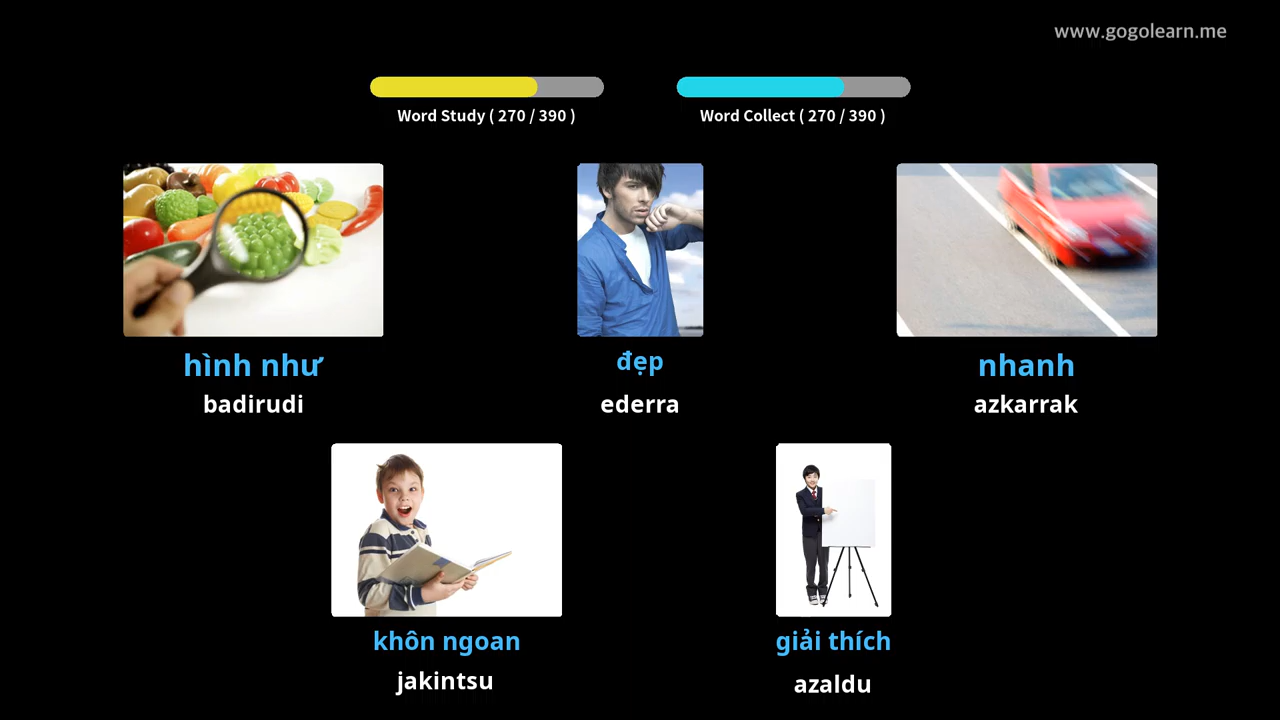 www.gogolearn.me
Word Study ( 270 / 390 )
Word Collect ( 270 / 390 )
hình như
badirudi
đẹp
ederra
nhanh
azkarrak
khôn ngoan
jakintsu
giải thích
azaldu